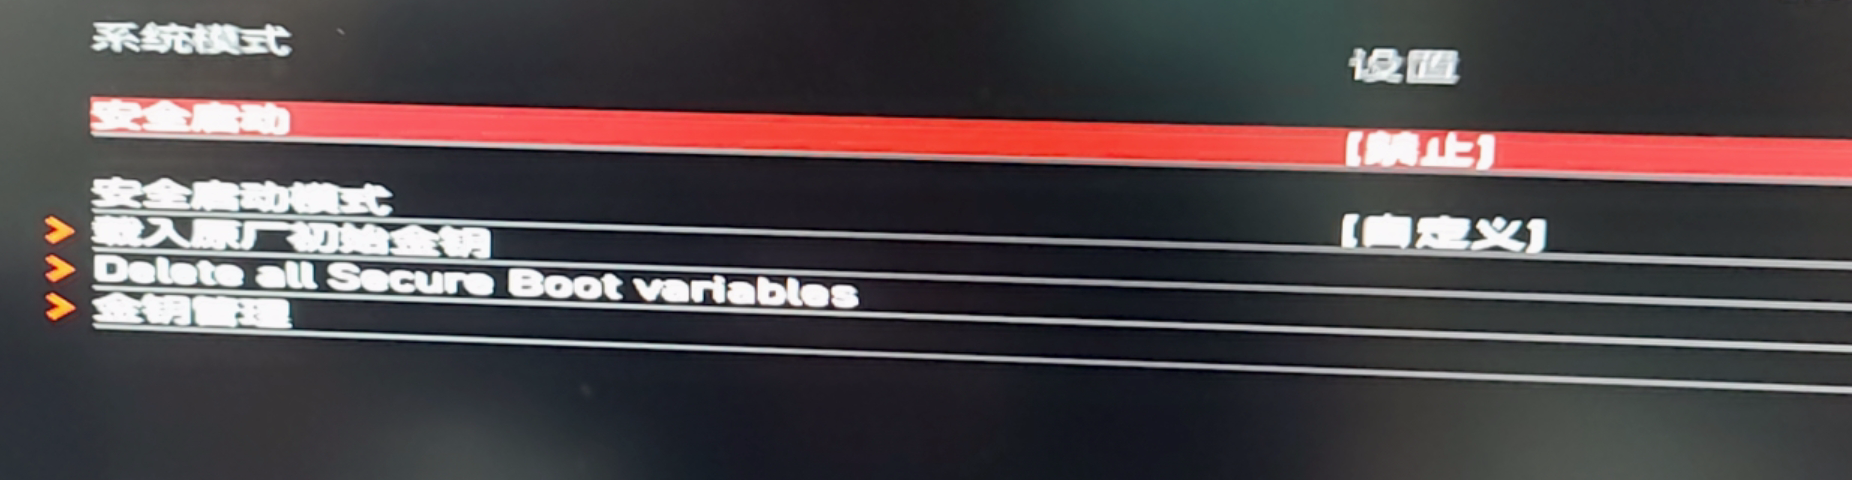 系统模式 设置
安全启动 [禁止]
安全启动模式 [自定义]
载入原厂初始金钥
Delete all Secure Boot variables
金钥管理